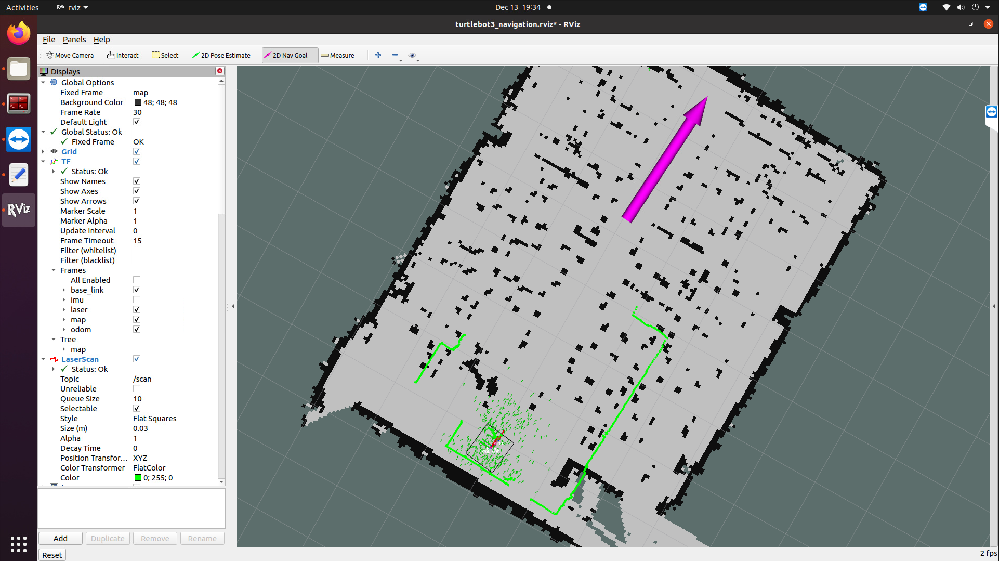 Activities
RViz rviz
Dec 13 19:34
turtlebot3_navigation.rviz* - RViz
File Panels Help
Move Camera Interact Select 2D Pose Estimate 2D Nav Goal Measure
Displays
Global Options
Fixed Frame map
Background Color 48; 48; 48
Frame Rate 30
Default Light
Global Status: Ok
Fixed Frame OK
Grid
TF
Status: Ok
Show Names
Show Axes
Show Arrows
Marker Scale 1
Marker Alpha 1
Update Interval 0
Frame Timeout 15
Filter (whitelist)
Filter (blacklist)
Frames
All Enabled
base_link
imu
laser
map
odom
Tree
map
LaserScan
Status: Ok
Topic /scan
Unreliable
Queue Size 10
Selectable
Style Flat Squares
Size (m) 0.03
Alpha 1
Decay Time 0
Position Transfor... XYZ
Color Transformer FlatColor
Color 0; 255; 0
Add Duplicate Remove Rename
Reset
2 fps
RViz